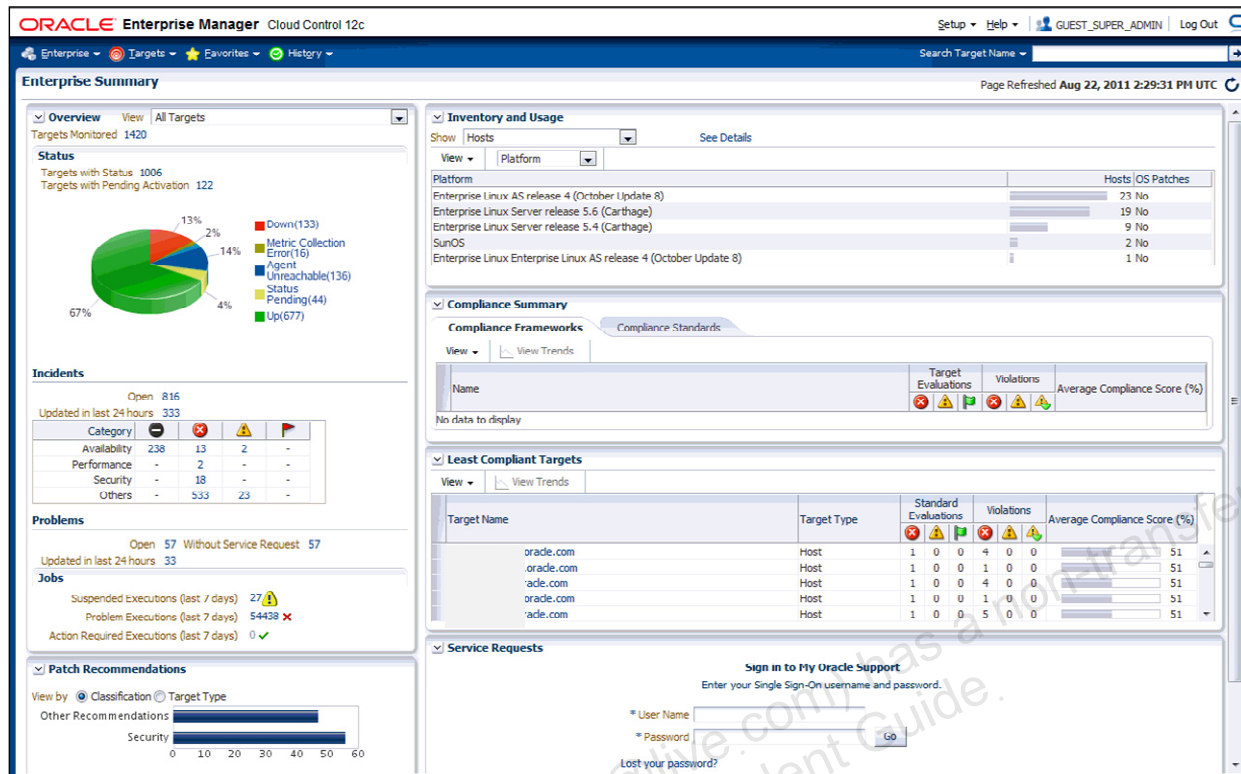 ORACLE Enterprise Manager Cloud Control 12c
Setup Help GUEST_SUPER_ADMIN Log Out
Enterprise Targets Favorites History Search Target Name
Enterprise Summary
Page Refreshed Aug 22, 2011 2:29:31 PM UTC
Overview View All Targets
Targets Monitored 1420
Status
Targets with Status 1006
Targets with Pending Activation 122
13%
2%
14%
4%
67%
Down(133)
Metric Collection
Error(16)
Agent
Unreachable(136)
Status
Pending(44)
Up(677)
Incidents
Open 816
Updated in last 24 hours 333
Category
Availability 238 13 2 -
Performance - 2 - -
Security - 18 - -
Others - 533 23 -
Problems
Open 57 Without Service Request 57
Updated in last 24 hours 33
Jobs
Suspended Executions (last 7 days) 27
Problem Executions (last 7 days) 54438
Action Required Executions (last 7 days) 0
Patch Recommendations
View by Classification Target Type
Other Recommendations
Security
0 10 20 30 40 50 60
Inventory and Usage
Show Hosts See Details
View Platform
Platform Hosts OS Patches
Enterprise Linux AS release 4 (October Update 8) 23 No
Enterprise Linux Server release 5.6 (Carthage) 19 No
Enterprise Linux Server release 5.4 (Carthage) 9 No
SunOS 2 No
Enterprise Linux Enterprise Linux AS release 4 (October Update 8) 1 No
Compliance Summary
Compliance Frameworks Compliance Standards
View View Trends
Name Target Evaluations Violations Average Compliance Score (%)
No data to display
Least Compliant Targets
View View Trends
Target Name Target Type Standard Evaluations Violations Average Compliance Score (%)
.oracle.com Host 1 0 0 4 0 0 51
.oracle.com Host 1 0 0 1 0 0 51
racle.com Host 1 0 0 4 0 0 51
oracle.com Host 1 0 0 1 0 0 51
racle.com Host 1 0 0 5 0 0 51
Service Requests
Sign in to My Oracle Support
Enter your Single Sign-On username and password.
* User Name
* Password Go
Lost your password?
live.com) has a non-transfe
ent Guide.